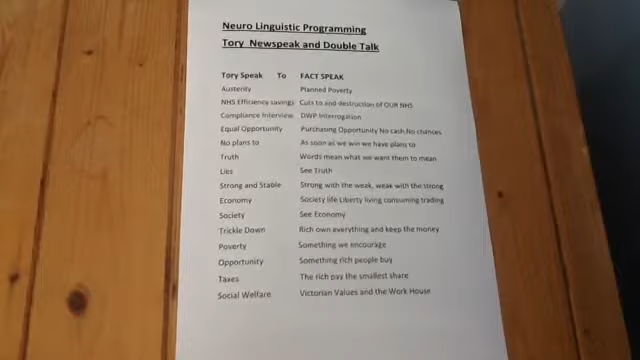 Neuro Linguistic Programming
Tory Newspeak and Double Talk
Tory Speak To FACT SPEAK
Austerity Planned Poverty
NHS Efficiency savings Cuts to and destruction of OUR NHS
Compliance Interview DWP Interrogation
Equal Opportunity Purchasing Opportunity No cash No chances
No plans to As soon as we win we have plans to
Truth Words mean what we want them to mean
Lies See Truth
Strong and Stable Strong with the weak, weak with the strong
Economy Society life Liberty living consuming trading
Society See Economy
Trickle Down Rich own everything and keep the money
Poverty Something we encourage
Opportunity Something rich people buy
Taxes The rich pay the smallest share
Social Welfare Victorian Values and the Work House